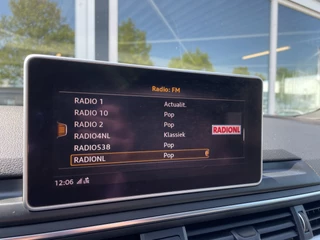 Radio: FM
RADIO 1 Actualit.
RADIO 10 Pop
RADIO 2 Pop
RADIO4NL Klassiek
RADIO538 Pop
RADIONL Pop
RADIONL
12:06